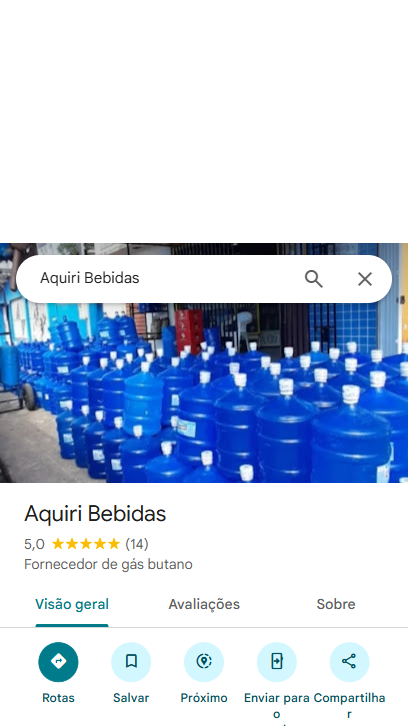 Aquiri Bebidas
Aquiri Bebidas
5,0 (14)
Fornecedor de gás butano
Visão geral Avaliações Sobre
Rotas Salvar Próximo Enviar para o Compartilhar